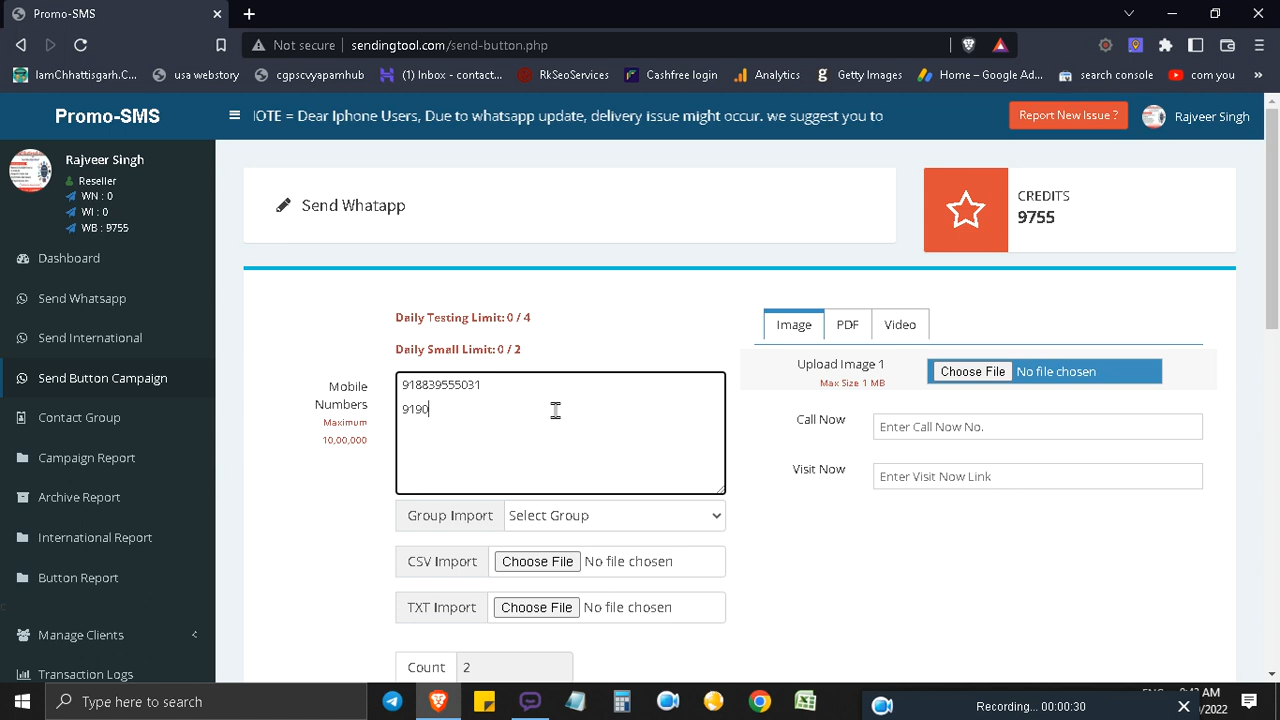 Promo-SMS
Not secure sendingtool.com/send-button.php
IamChhattisgarh.C...
usa webstory
cgpscvyapamhub
(1) Inbox - contact...
RkSeoServices
Cashfree login
Analytics
Getty Images
Home – Google Ad...
search console
com you
Promo-SMS
NOTE = Dear Iphone Users, Due to whatsapp update, delivery issue might occur. we suggest you to
Report New Issue ?
Rajveer Singh
Rajveer Singh
Reseller
WN : 0
WI : 0
WB : 9755
Dashboard
Send Whatsapp
Send International
Send Button Campaign
Contact Group
Campaign Report
Archive Report
International Report
Button Report
Manage Clients
Transaction Logs
Send Whatapp
CREDITS
9755
Daily Testing Limit: 0 / 4
Daily Small Limit: 0 / 2
Mobile
Numbers
Maximum
10,00,000
918839555031
9190
Group Import Select Group
CSV Import Choose File No file chosen
TXT Import Choose File No file chosen
Count 2
Image PDF Video
Upload Image 1
Max Size 1 MB
Choose File No file chosen
Call Now Enter Call Now No.
Visit Now Enter Visit Now Link
Type here to search
Recording... 00:00:30